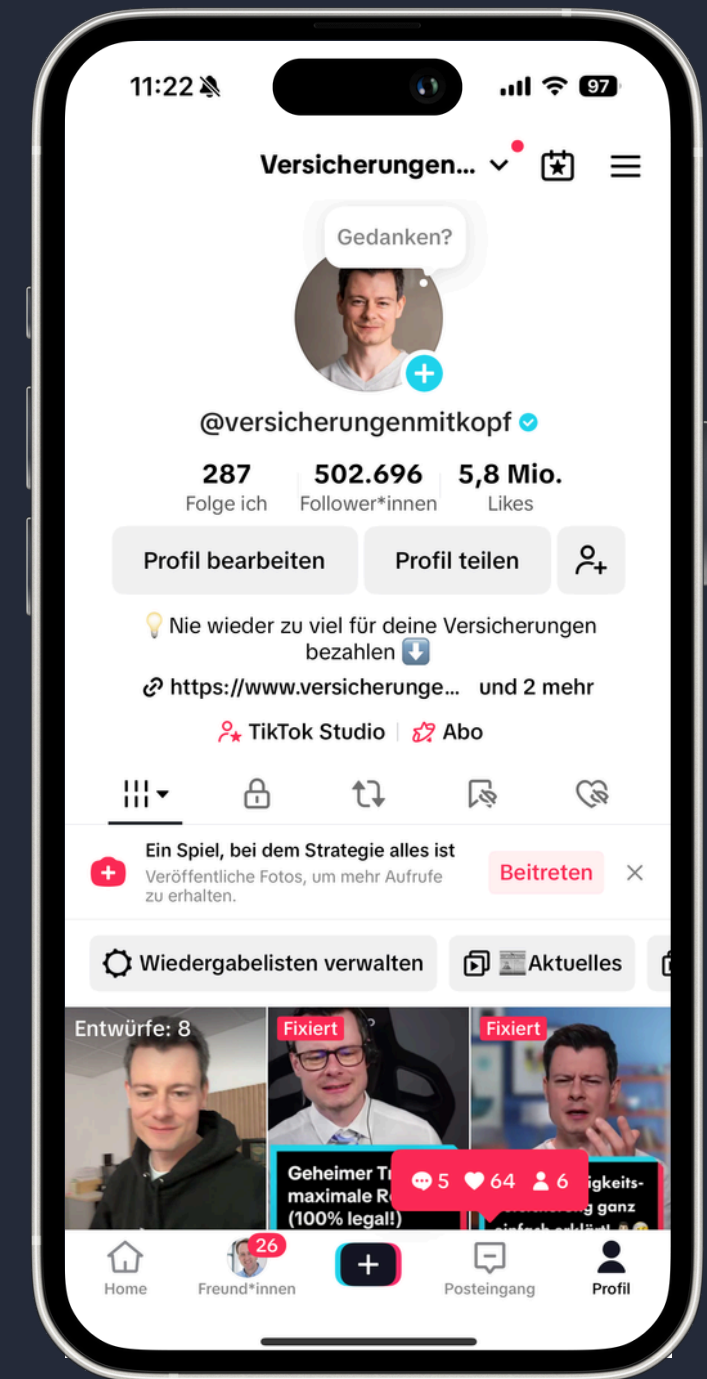 11:22
97
Versicherungen...
Gedanken?
@versicherungenmitkopf
287 502.696 5,8 Mio.
Folge ich Follower*innen Likes
Profil bearbeiten Profil teilen
Nie wieder zu viel für deine Versicherungen
bezahlen
https://www.versicherunge... und 2 mehr
TikTok Studio Abo
Ein Spiel, bei dem Strategie alles ist
Veröffentliche Fotos, um mehr Aufrufe
zu erhalten.
Beitreten
Wiedergabelisten verwalten Aktuelles
Entwürfe: 8 Fixiert Fixiert
Geheimer
maximale
(100% legal!)
5 64 6
ganz
einfach erklärt!
26
Home Freund*innen Posteingang Profil